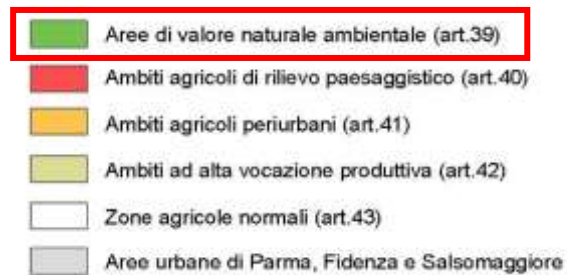 Aree di valore naturale ambientale (art.39)
Ambiti agricoli di rilievo paesaggistico (art.40)
Ambiti agricoli periurbani (art.41)
Ambiti ad alta vocazione produttiva (art.42)
Zone agricole normali (art.43)
Aree urbane di Parma, Fidenza e Salsomaggiore